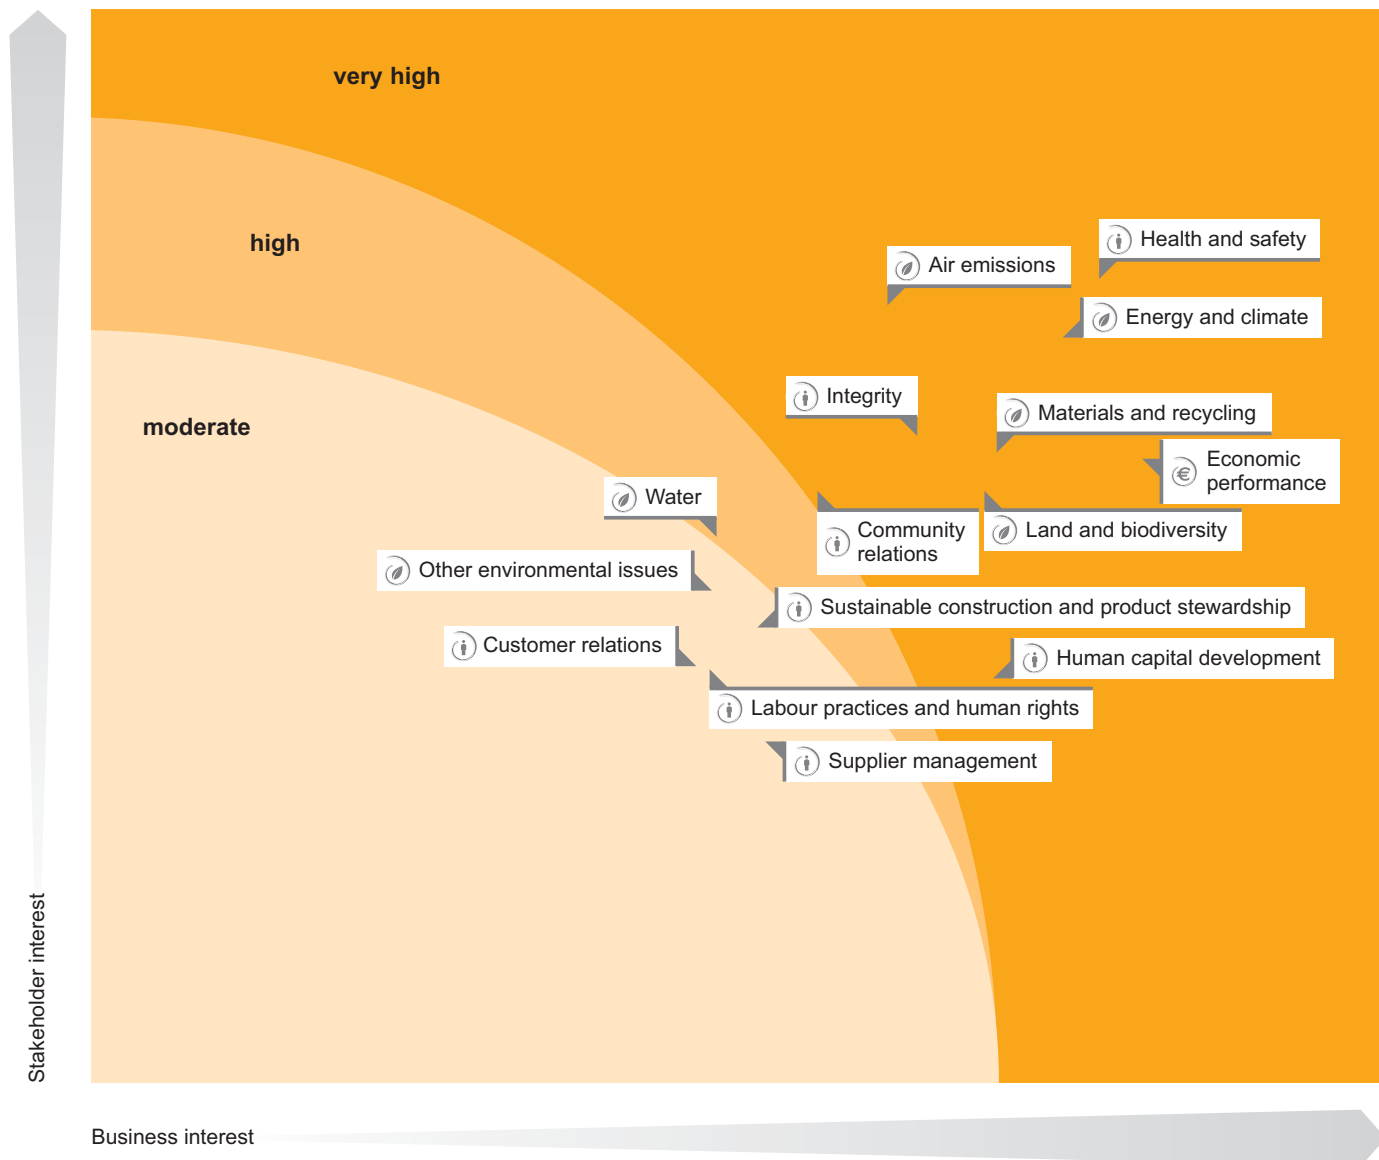 very high
high
moderate
Health and safety
Air emissions
Energy and climate
Integrity
Materials and recycling
Economic
performance
Water
Community
relations
Land and biodiversity
Other environmental issues
Sustainable construction and product stewardship
Customer relations
Human capital development
Labour practices and human rights
Supplier management
Stakeholder interest
Business interest